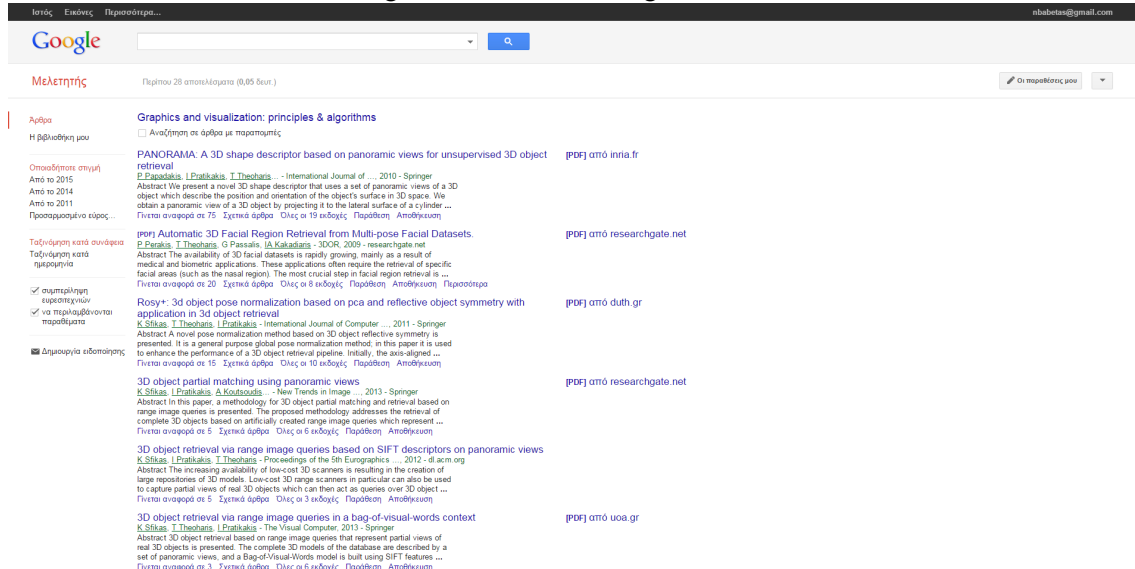 Ιστός Εικόνες Περισσότερα...
nbabetas@gmail.com
Google
Μελετητής
Περίπου 28 αποτελέσματα (0,05 δευτ.)
Οι παραθέσεις μου
Άρθρα
Η βιβλιοθήκη μου
Οποιαδήποτε στιγμή
Από το 2015
Από το 2014
Από το 2011
Προσαρμοσμένο εύρος...
Ταξινόμηση κατά συνάφεια
Ταξινόμηση κατά
ημερομηνία
συμπερίληψη
ευρεσιτεχνιών
να περιλαμβάνονται
παραθέματα
Δημιουργία ειδοποίησης
Graphics and visualization: principles & algorithms
Αναζήτηση σε άρθρα με παραπομπές
PANORAMA: A 3D shape descriptor based on panoramic views for unsupervised 3D object
retrieval
[PDF] από inria.fr
P Papadakis, I Pratikakis, T Theoharis... - International Journal of ..., 2010 - Springer
Abstract We present a novel 3D shape descriptor that uses a set of panoramic views of a 3D
object which describe the position and orientation of the object's surface in 3D space. We
obtain a panoramic view of a 3D object by projecting it to the lateral surface of a cylinder ...
Γίνεται αναφορά σε 75 Σχετικά άρθρα Όλες οι 19 εκδοχές Παράθεση Αποθήκευση
[PDF] Automatic 3D Facial Region Retrieval from Multi-pose Facial Datasets.
[PDF] από researchgate.net
P Perakis, T Theoharis, G Passalis, IA Kakadiaris - 3DOR, 2009 - researchgate.net
Abstract The availability of 3D facial datasets is rapidly growing, mainly as a result of
medical and biometric applications. These applications often require the retrieval of specific
facial areas (such as the nasal region). The most crucial step in facial region retrieval is ...
Γίνεται αναφορά σε 20 Σχετικά άρθρα Όλες οι 8 εκδοχές Παράθεση Αποθήκευση Περισσότερα
Rosy+: 3d object pose normalization based on pca and reflective object symmetry with
application in 3d object retrieval
[PDF] από duth.gr
K Sfikas, T Theoharis, I Pratikakis - International Journal of Computer ..., 2011 - Springer
Abstract A novel pose normalization method based on 3D object reflective symmetry is
presented. It is a general purpose global pose normalization method; in this paper it is used
to enhance the performance of a 3D object retrieval pipeline. Initially, the axis-aligned ...
Γίνεται αναφορά σε 15 Σχετικά άρθρα Όλες οι 10 εκδοχές Παράθεση Αποθήκευση
3D object partial matching using panoramic views
[PDF] από researchgate.net
K Sfikas, I Pratikakis, A Koutsoudis... - New Trends in Image ..., 2013 - Springer
Abstract In this paper, a methodology for 3D object partial matching and retrieval based on
range image queries is presented. The proposed methodology addresses the retrieval of
complete 3D objects based on artificially created range image queries which represent ...
Γίνεται αναφορά σε 5 Σχετικά άρθρα Όλες οι 6 εκδοχές Παράθεση Αποθήκευση
3D object retrieval via range image queries based on SIFT descriptors on panoramic views
K Sfikas, I Pratikakis, T Theoharis - Proceedings of the 5th Eurographics ..., 2012 - dl.acm.org
Abstract The increasing availability of low-cost 3D scanners is resulting in the creation of
large repositories of 3D models. Low-cost 3D range scanners in particular can also be used
to capture partial views of real 3D objects which can then act as queries over 3D object ...
Γίνεται αναφορά σε 5 Σχετικά άρθρα Όλες οι 3 εκδοχές Παράθεση Αποθήκευση
3D object retrieval via range image queries in a bag-of-visual-words context
[PDF] από uoa.gr
K Sfikas, T Theoharis, I Pratikakis - The Visual Computer, 2013 - Springer
Abstract 3D object retrieval based on range image queries that represent partial views of
real 3D objects is presented. The complete 3D models of the database are described by a
set of panoramic views, and a Bag-of-Visual-Words model is built using SIFT features ...
Γίνεται αναφορά σε 3 Σχετικά άρθρα Όλες οι 6 εκδοχές Παράθεση Αποθήκευση